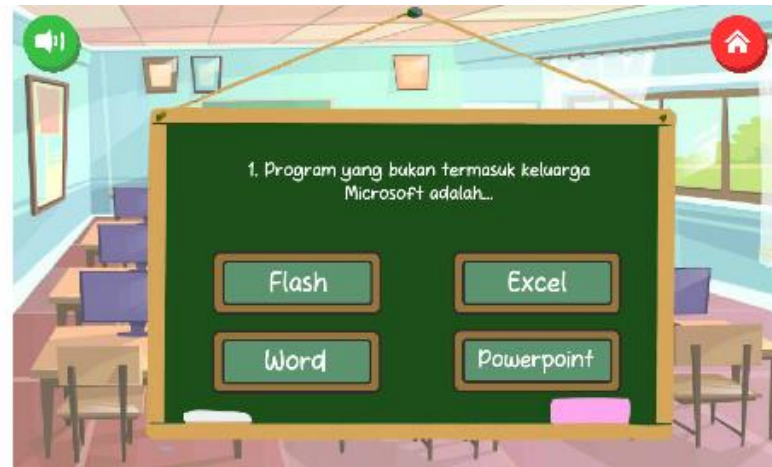 1. Program yang bukan termasuk keluarga
Microsoft adalah...
Flash
Excel
Word
Powerpoint